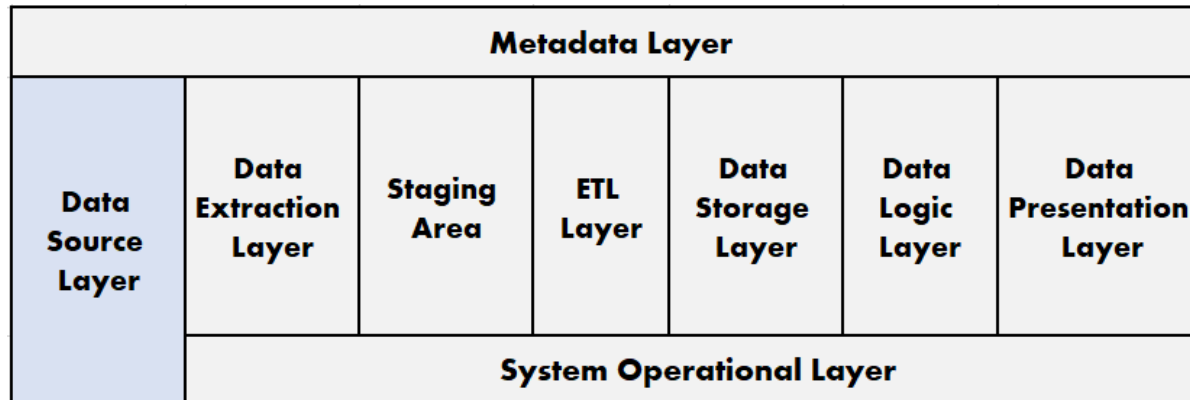 Metadata Layer
Data
Source
Layer
Data
Extraction
Layer
Staging
Area
ETL
Layer
Data
Storage
Layer
Data
Logic
Layer
Data
Presentation
Layer
System Operational Layer